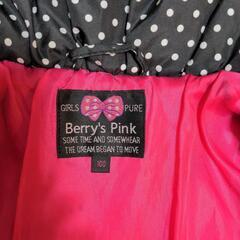 GIRLS PURE
Berry's Pink
SOME TIME AND SOMEWHEAR
THE DREAM BEGAN TO MOVE
100